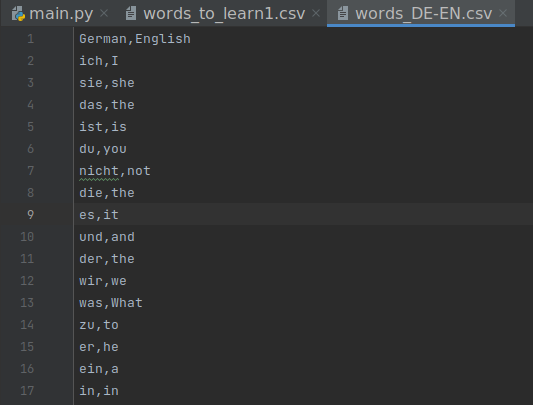 main.py words_to_learn1.csv words_DE-EN.csv
1 German,English
2 ich,I
3 sie,she
4 das,the
5 ist,is
6 du,you
7 nicht,not
8 die,the
9 es,it
10 und,and
11 der,the
12 wir,we
13 was,What
14 zu,to
15 er,he
16 ein,a
17 in,in